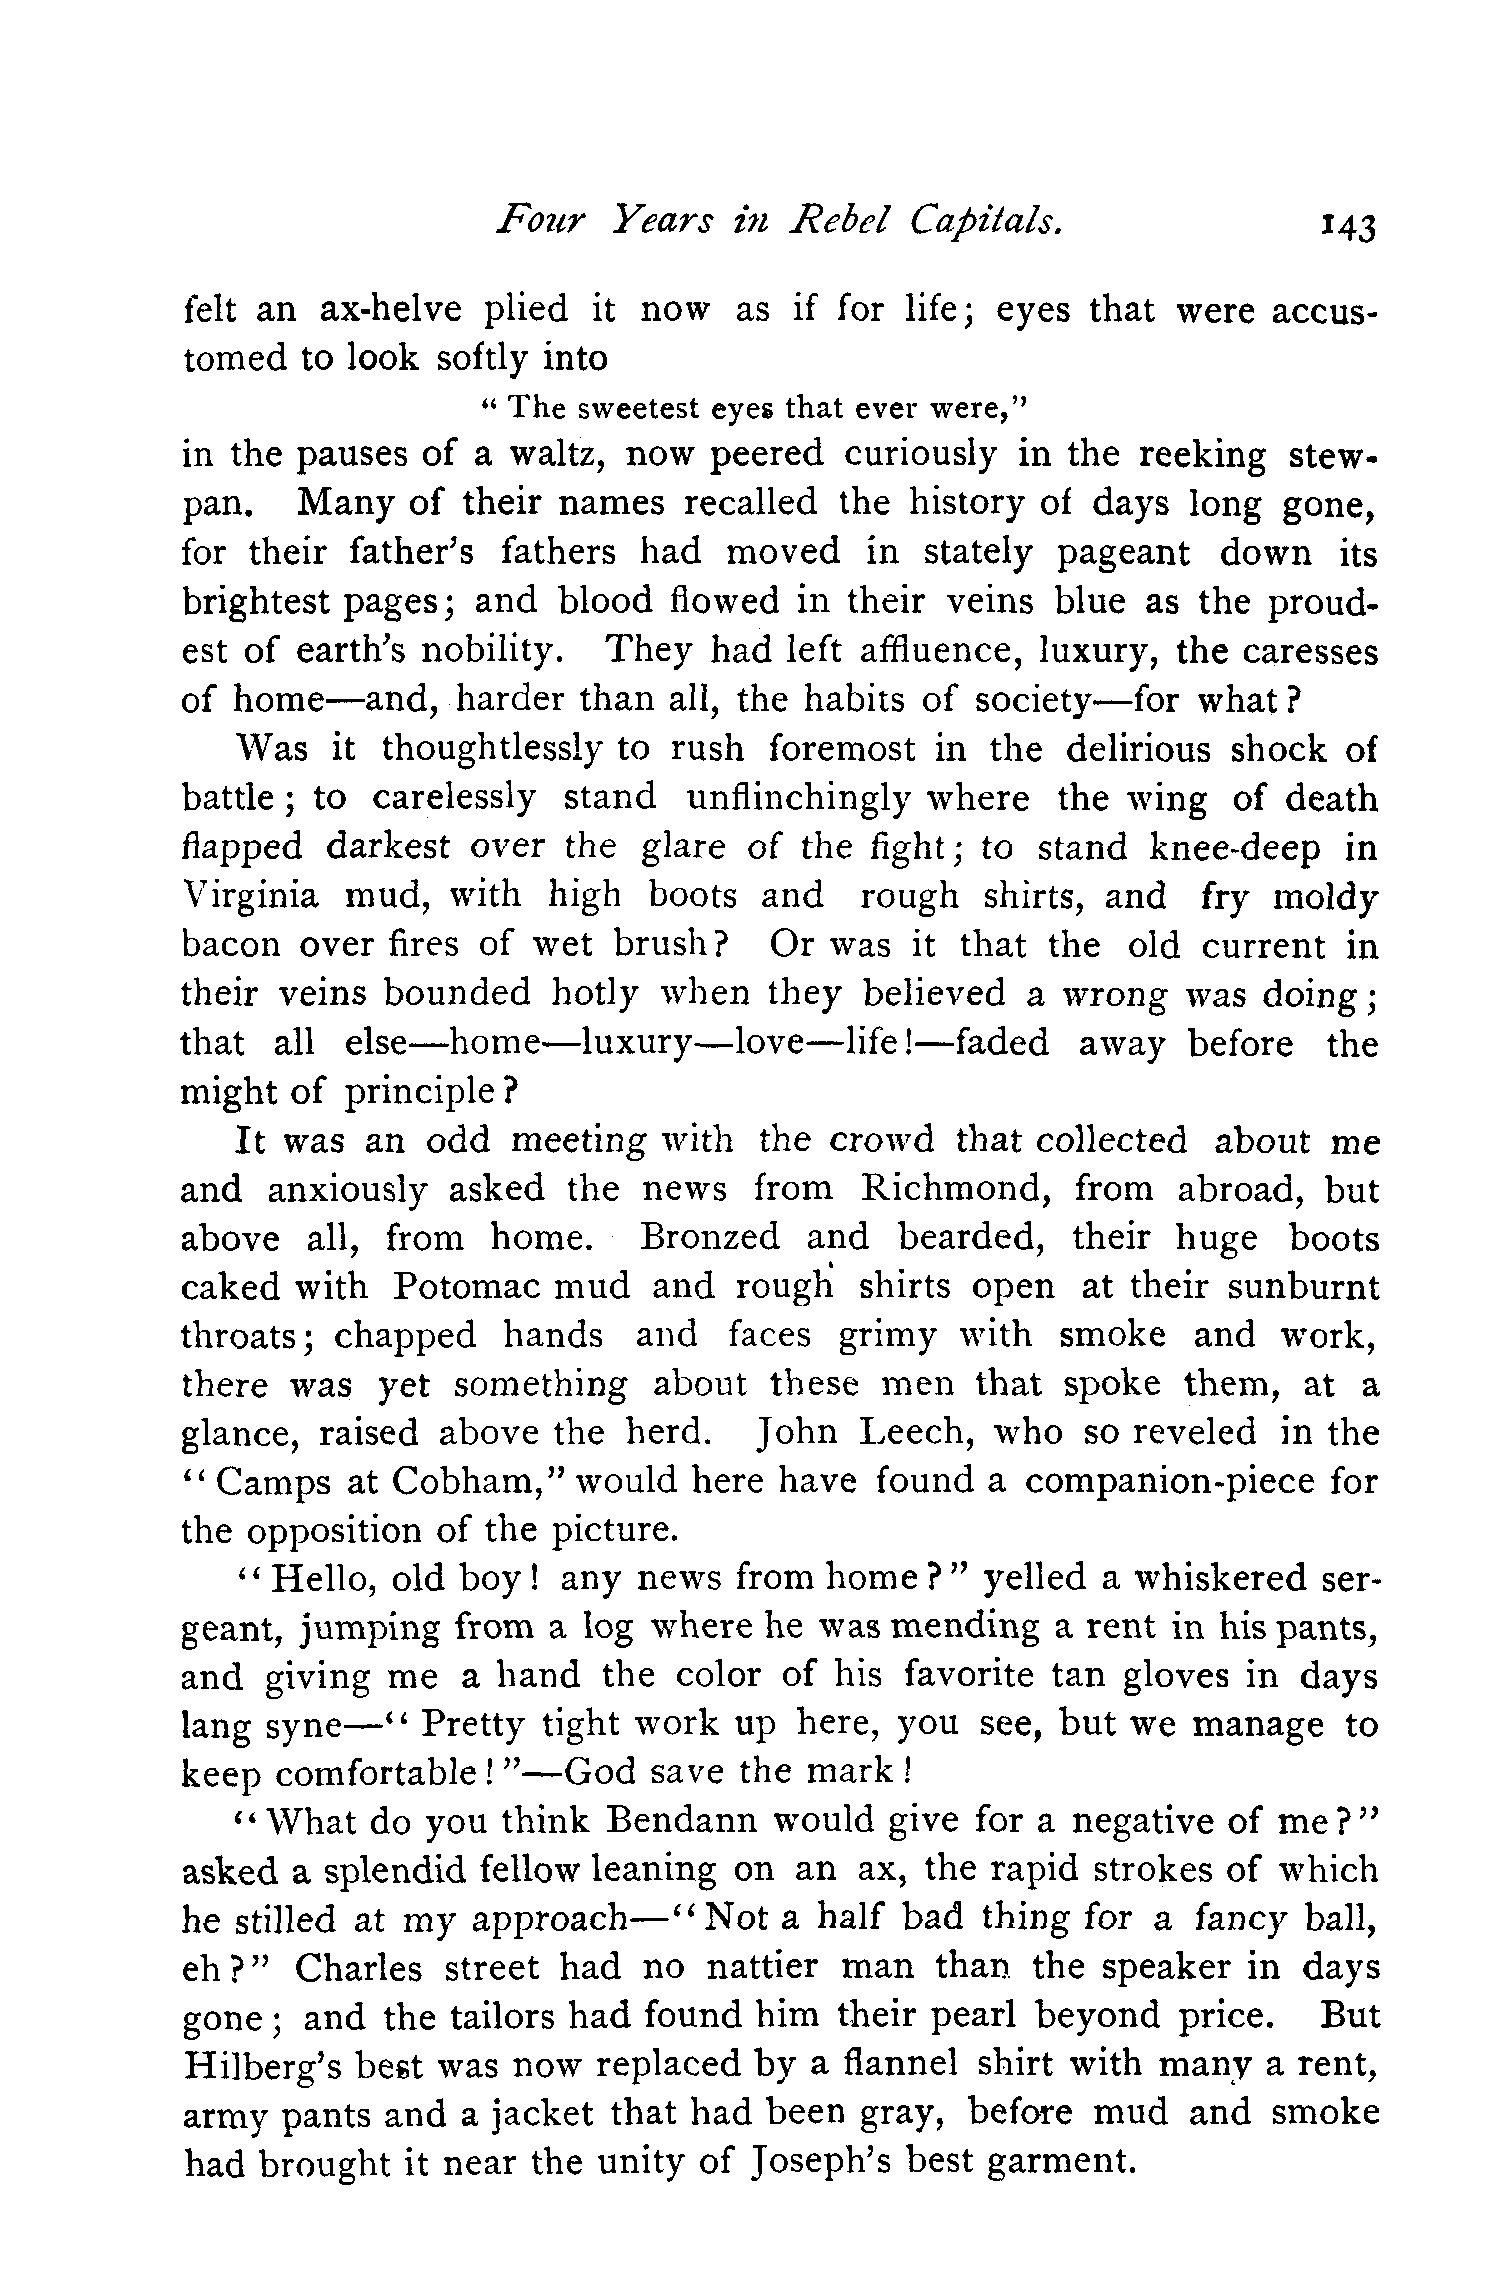 Four Years in Rebel Capitals. 143
felt an ax-helve plied it now as if for life; eyes that were accus-
tomed to look softly into
" The sweetest eyes that ever were,"
in the pauses of a waltz, now peered curiously in the reeking stew-
pan. Many of their names recalled the history of days long gone,
for their father's fathers had moved in stately pageant down its
brightest pages; and blood flowed in their veins blue as the proud-
est of earth's nobility. They had left affluence, luxury, the caresses
of home—and, harder than all, the habits of society—for what?
Was it thoughtlessly to rush foremost in the delirious shock of
battle; to carelessly stand unflinchingly where the wing of death
flapped darkest over the glare of the fight; to stand knee-deep in
Virginia mud, with high boots and rough shirts, and fry moldy
bacon over fires of wet brush? Or was it that the old current in
their veins bounded hotly when they believed a wrong was doing;
that all else—home—luxury—love—life!—faded away before the
might of principle?
It was an odd meeting with the crowd that collected about me
and anxiously asked the news from Richmond, from abroad, but
above all, from home. Bronzed and bearded, their huge boots
caked with Potomac mud and rough shirts open at their sunburnt
throats; chapped hands and faces grimy with smoke and work,
there was yet something about these men that spoke them, at a
glance, raised above the herd. John Leech, who so reveled in the
"Camps at Cobham," would here have found a companion-piece for
the opposition of the picture.
"Hello, old boy! any news from home?" yelled a whiskered ser-
geant, jumping from a log where he was mending a rent in his pants,
and giving me a hand the color of his favorite tan gloves in days
lang syne—"Pretty tight work up here, you see, but we manage to
keep comfortable!"—God save the mark!
"What do you think Bendann would give for a negative of me?"
asked a splendid fellow leaning on an ax, the rapid strokes of which
he stilled at my approach—"Not a half bad thing for a fancy ball,
eh?" Charles street had no nattier man than the speaker in days
gone; and the tailors had found him their pearl beyond price. But
Hilberg's best was now replaced by a flannel shirt with many a rent,
army pants and a jacket that had been gray, before mud and smoke
had brought it near the unity of Joseph's best garment.